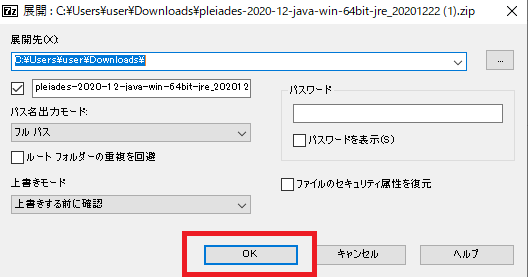 7z 展開 : C:¥Users¥user¥Downloads¥pleiades-2020-12-java-win-64bit-jre_20201222 (1).zip
展開先(X):
C:¥Users¥user¥Downloads¥
...
pleiades-2020-12-java-win-64bit-jre_202012
パス名出力モード:
フル パス
ルート フォルダーの重複を回避
上書きモード
上書きする前に確認
パスワード
パスワードを表示(S)
ファイルのセキュリティ属性を復元
OK
キャンセル
ヘルプ